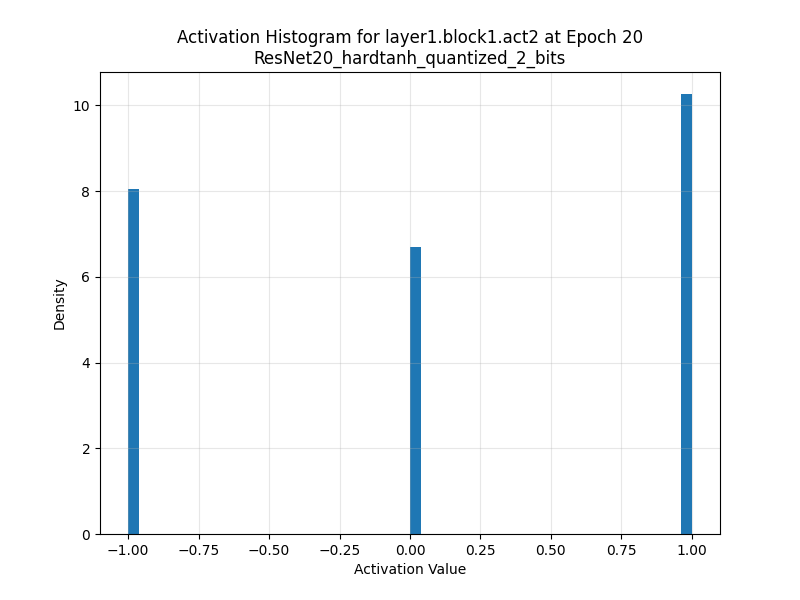 Activation Histogram for layer1.block1.act2 at Epoch 20
ResNet20_hardtanh_quantized_2_bits
Density
10
8
6
4
2
0
−1.00 −0.75 −0.50 −0.25 0.00 0.25 0.50 0.75 1.00
Activation Value